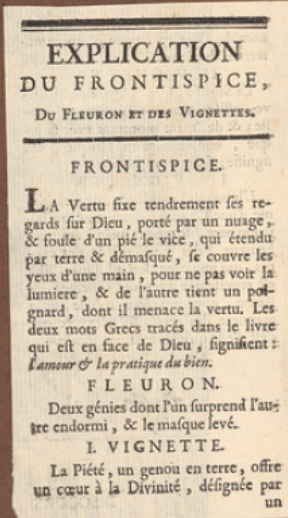 EXPLICATION
DU FRONTISPICE,
DU FLEURON ET DES VIGNETTES.
FRONTISPICE.
LA Vertu fixe tendrement ſes re-
gards ſur Dieu, porté par un nuage,
& foule d'un pié le vice, qui étendu
par terre & démaſqué, ſe couvre les
yeux d'une main, pour ne pas voir la
lumiere, & de l'autre tient un poi-
gnard, dont il menace la vertu. Les
deux mots Grecs tracés dans le livre
qui eſt en face de Dieu, ſignifient:
l'amour & la pratique du bien.
FLEURON.
Deux génies dont l'un ſurprend l'au-
tre endormi, & le maſque levé.
I. VIGNETTE.
La Piété, un genou en terre, offre
un cœur à la Divinité, déſignée par
un